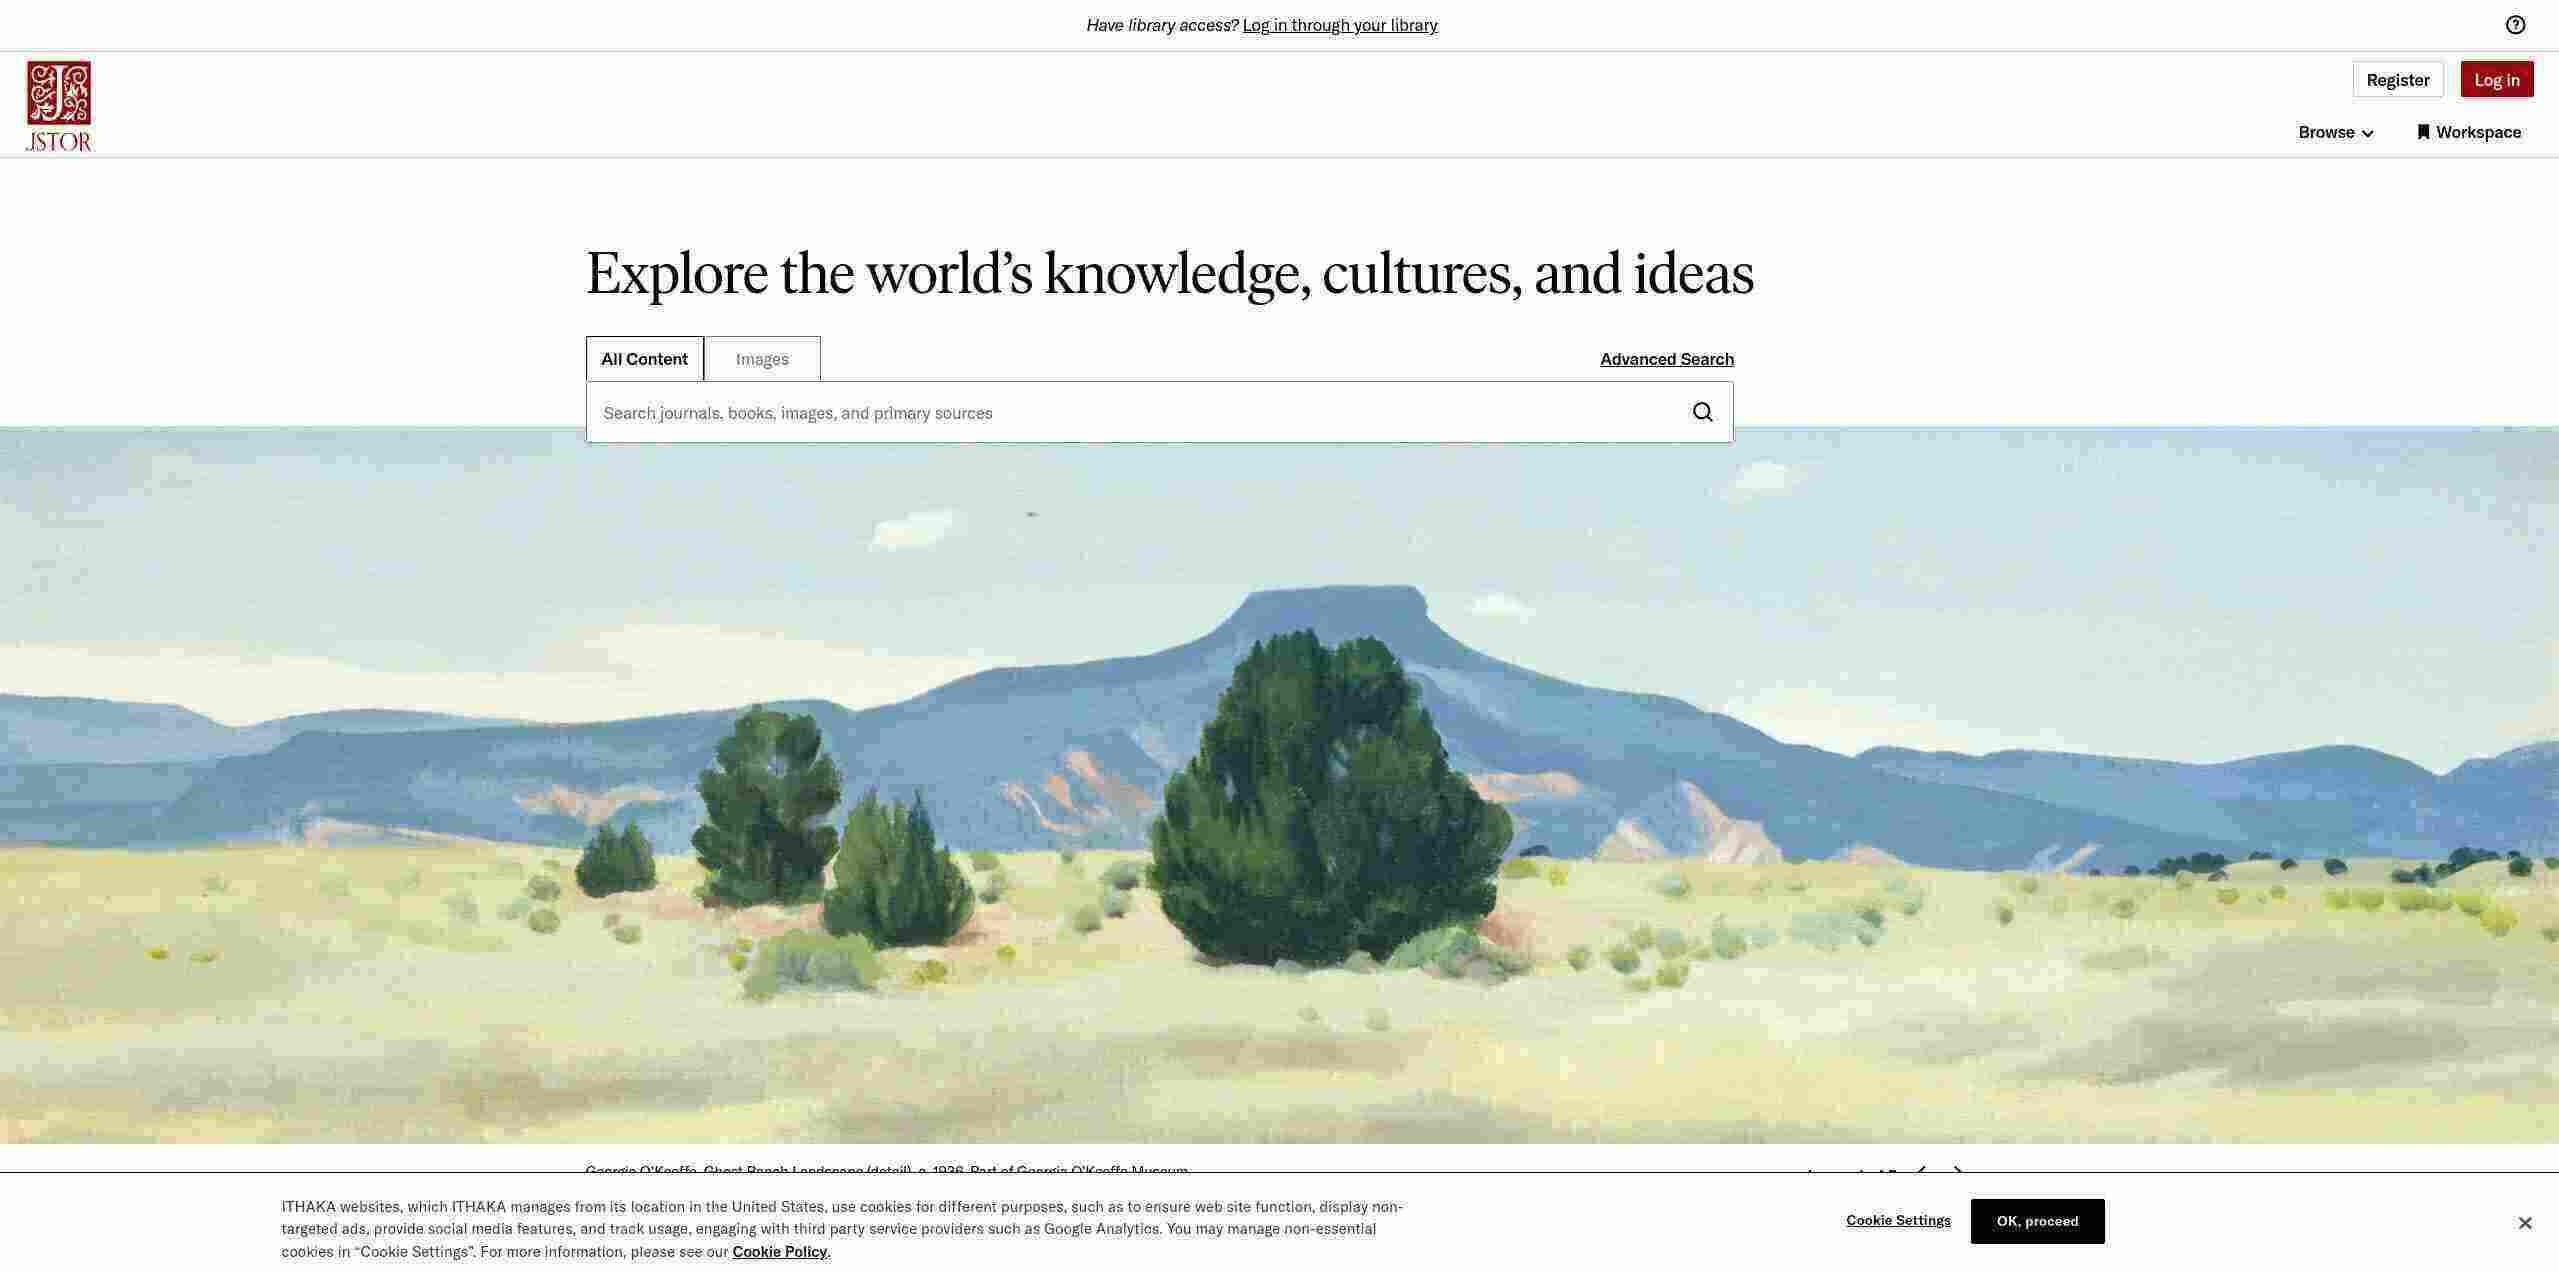 Have library access? Log in through your library
JSTOR
Register
Log in
Browse
Workspace
Explore the world’s knowledge, cultures, and ideas
All Content
Images
Advanced Search
Search journals, books, images, and primary sources
Georgia O’Keeffe. Ghost Ranch Landscape (detail). c. 1936. Part of Georgia O’Keeffe Museum
ITHAKA websites, which ITHAKA manages from its location in the United States, use cookies for different purposes, such as to ensure web site function, display non-
targeted ads, provide social media features, and track usage, engaging with third party service providers such as Google Analytics. You may manage non-essential
cookies in “Cookie Settings”. For more information, please see our Cookie Policy.
Cookie Settings
OK, proceed